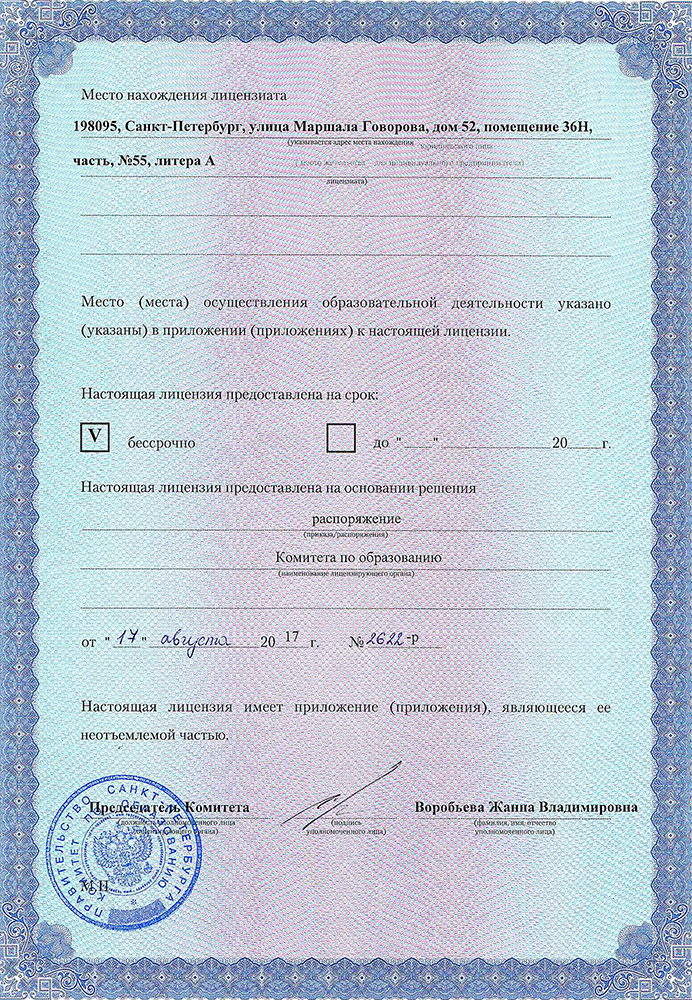 Место нахождения лицензиата
198095, Санкт-Петербург, улица Маршала Говорова, дом 52, помещение 36Н,
(указывается адрес места нахождения юридического лица
часть, №55, литера А
( место жительства - для индивидуального предпринимателя)
лицензиата)
Место (места) осуществления образовательной деятельности указано
(указаны) в приложении (приложениях) к настоящей лицензии.
Настоящая лицензия предоставлена на срок:
V бессрочно до " " 20 г.
Настоящая лицензия предоставлена на основании решения
распоряжение
(приказа/распоряжения)
Комитета по образованию
(наименование лицензирующего органа)
от "17" августа 2017 г. № 2622-р
Настоящая лицензия имеет приложение (приложения), являющееся ее
неотъемлемой частью.
Председатель Комитета Воробьева Жанна Владимировна
(должность уполномоченного лица (подпись (фамилия, имя, отчество
лицензирующего органа) уполномоченного лица) уполномоченного лица)
М.П.
ПРАВИТЕЛЬСТВО САНКТ-ПЕТЕРБУРГА
КОМИТЕТ ПО ОБРАЗОВАНИЮ